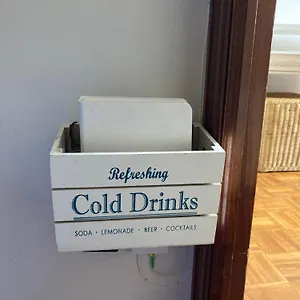 Refreshing
Cold Drinks
SODA • LEMONADE • BEER • COCKTAILS